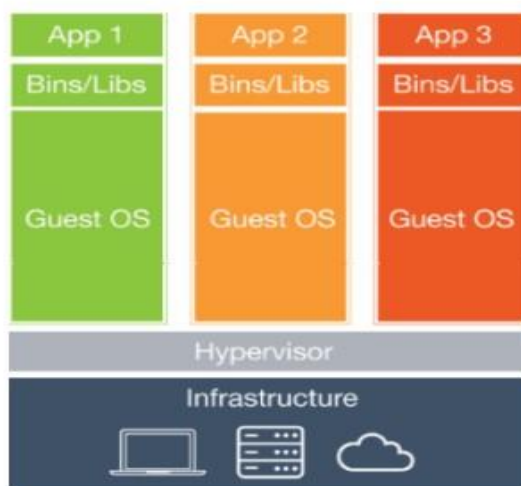 App 1
App 2
App 3
Bins/Libs
Bins/Libs
Bins/Libs
Guest OS
Guest OS
Guest OS
Hypervisor
Infrastructure